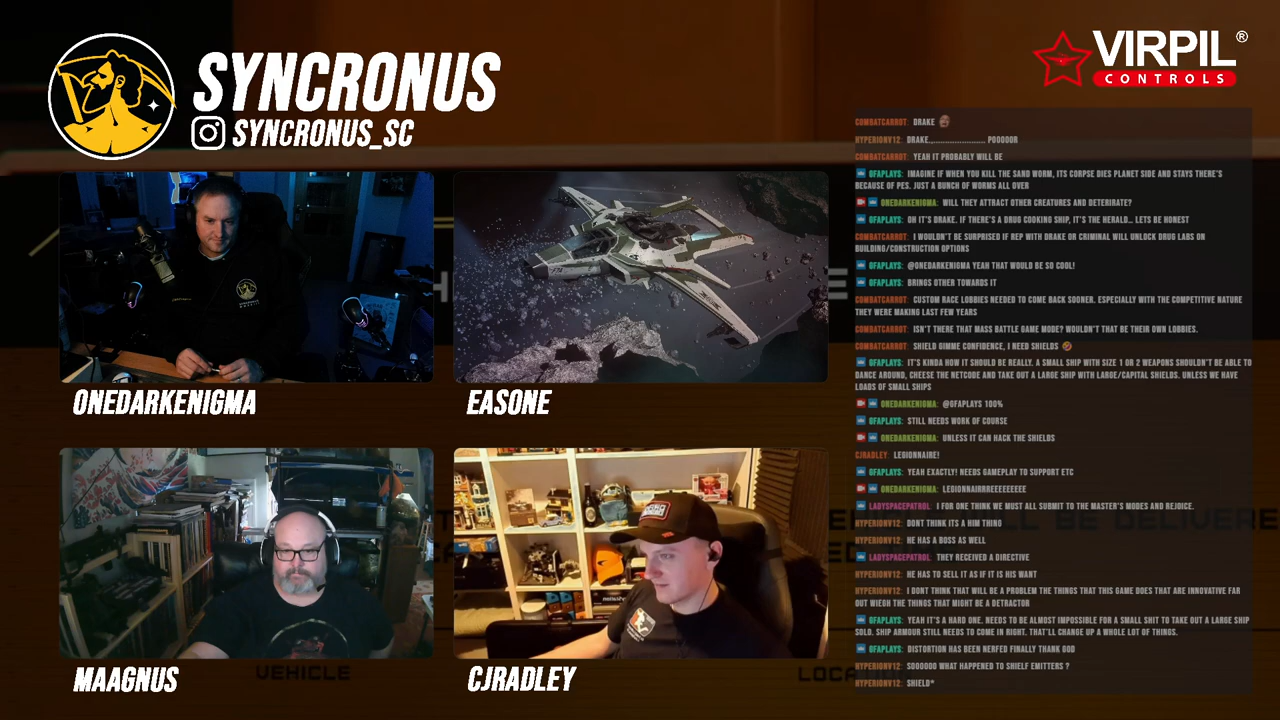 SYNCRONUS
SYNCRONUS_SC
VIRPIL®
CONTROLS
ONEDARKENIGMA
EASONE
MAAGNUS
CJRADLEY
VEHICLE
COMBATCARROT: DRAKE
HYPERIONV12: DRAKE............................ POOOOOR
COMBATCARROT: YEAH IT PROBABLY WILL BE
GFAPLAYS: IMAGINE IF WHEN YOU KILL THE SAND WORM, ITS CORPSE DIES PLANET SIDE AND STAYS THERE'S
BECAUSE OF PES. JUST A BUNCH OF WORMS ALL OVER
ONEDARKENIGMA: WILL THEY ATTRACT OTHER CREATURES AND DETERIRATE?
GFAPLAYS: OH IT'S DRAKE. IF THERE'S A DRUG COOKING SHIP, IT'S THE HERALD... LETS BE HONEST
COMBATCARROT: I WOULDN'T BE SURPRISED IF REP WITH DRAKE OR CRIMINAL WILL UNLOCK DRUG LABS ON
BUILDING/CONSTRUCTION OPTIONS
GFAPLAYS: @ONEDARKENIGMA YEAH THAT WOULD BE SO COOL!
GFAPLAYS: BRINGS OTHER TOWARDS IT
COMBATCARROT: CUSTOM RACE LOBBIES NEEDED TO COME BACK SOONER. ESPECIALLY WITH THE COMPETITIVE NATURE
THEY WERE MAKING LAST FEW YEARS
COMBATCARROT: ISN'T THERE THAT MASS BATTLE GAME MODE? WOULDN'T THAT BE THEIR OWN LOBBIES.
COMBATCARROT: SHIELD GIMME CONFIDENCE, I NEED SHIELDS
GFAPLAYS: IT'S KINDA HOW IT SHOULD BE REALLY. A SMALL SHIP WITH SIZE 1 OR 2 WEAPONS SHOULDN'T BE ABLE TO
DANCE AROUND, CHEESE THE NETCODE AND TAKE OUT A LARGE SHIP WITH LARGE/CAPITAL SHIELDS. UNLESS WE HAVE
LOADS OF SMALL SHIPS
ONEDARKENIGMA: @GFAPLAYS 100%
GFAPLAYS: STILL NEEDS WORK OF COURSE
ONEDARKENIGMA: UNLESS IT CAN HACK THE SHIELDS
CJRADLEY: LEGIONNAIRE!
GFAPLAYS: YEAH EXACTLY! NEEDS GAMEPLAY TO SUPPORT ETC
ONEDARKENIGMA: LEGIONNAIRRREEEEEEEEE
LADYSPACEPATROL: I FOR ONE THINK WE MUST ALL SUBMIT TO THE MASTER'S MODES AND REJOICE.
HYPERIONV12: DONT THINK ITS A HIM THING
HYPERIONV12: HE HAS A BOSS AS WELL
LADYSPACEPATROL: THEY RECEIVED A DIRECTIVE
HYPERIONV12: HE HAS TO SELL IT AS IF IT IS HIS WANT
HYPERIONV12: I DONT THINK THAT WILL BE A PROBLEM THE THINGS THAT THIS GAME DOES THAT ARE INNOVATIVE FAR
OUT WIEGH THE THINGS THAT MIGHT BE A DETRACTOR
GFAPLAYS: YEAH IT'S A HARD ONE. NEEDS TO BE ALMOST IMPOSSIBLE FOR A SMALL SHIT TO TAKE OUT A LARGE SHIP
SOLO. SHIP ARMOUR STILL NEEDS TO COME IN RIGHT. THAT'LL CHANGE UP A WHOLE LOT OF THINGS.
GFAPLAYS: DISTORTION HAS BEEN NERFED FINALLY THANK GOD
HYPERIONV12: SOOOOOO WHAT HAPPENED TO SHIELF EMITTERS ?
HYPERIONV12: SHIELD*